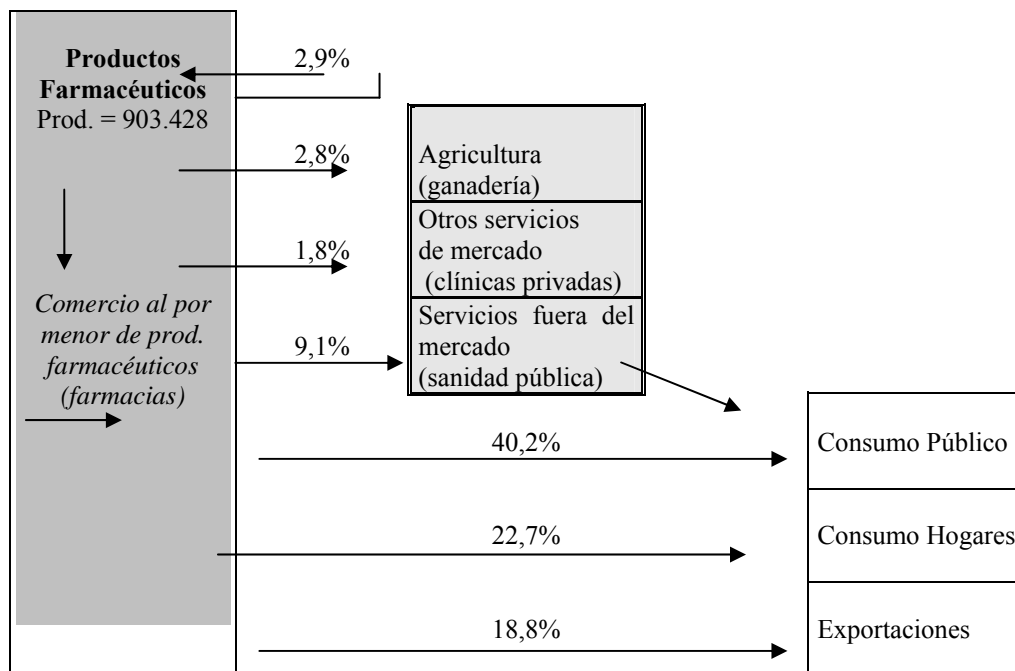 Productos
Farmacéuticos
Prod. = 903.428
2,9%
2,8%
Agricultura
(ganadería)
1,8%
Otros servicios
de mercado
(clínicas privadas)
Comercio al por
menor de prod.
farmacéuticos
(farmacias)
9,1%
Servicios fuera del
mercado
(sanidad pública)
40,2%
Consumo Público
22,7%
Consumo Hogares
18,8%
Exportaciones